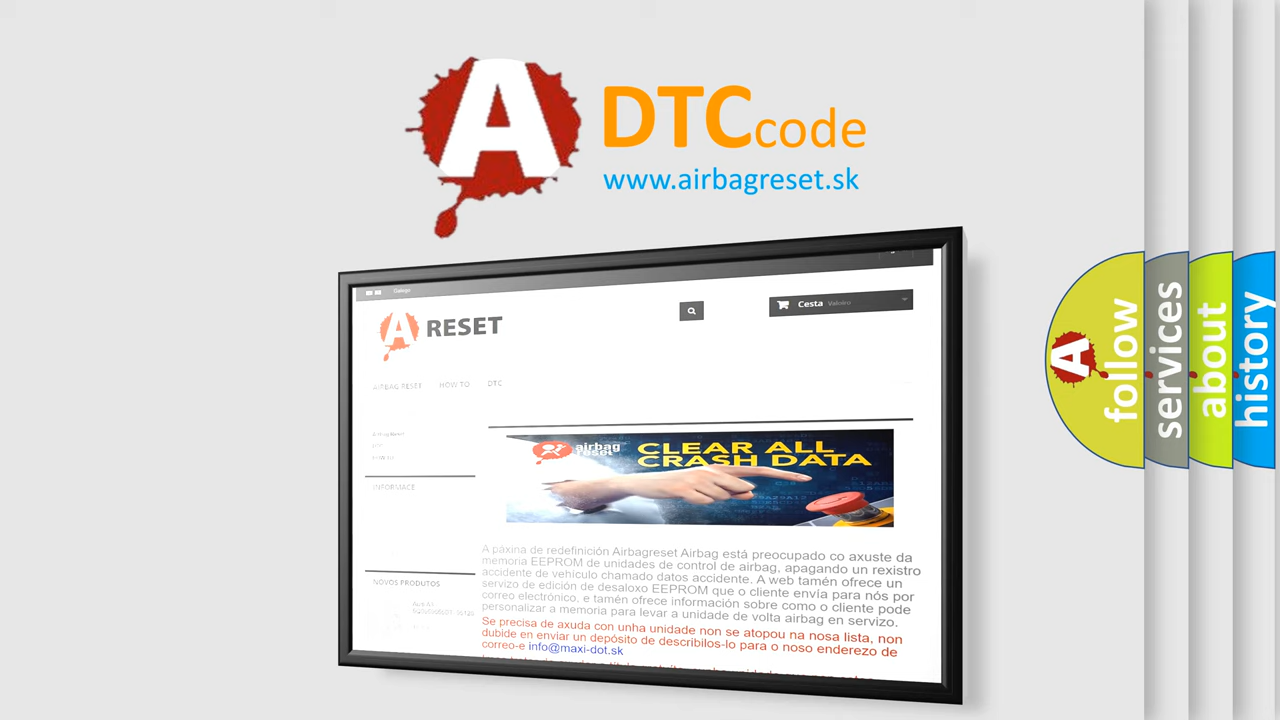 A
DTCcode
www.airbagreset.sk
Galego
Cesta Valeiro
A RESET
AIRBAG RESET HOW TO DTC
INFORMACE
airbag
reset
CLEAR ALL
CRASH DATA
A páxina de redefinición Airbagreset Airbag está preocupado co axuste da
memoria EEPROM de unidades de control de airbag, apagando un rexistro
accidente de vehículo chamado datos accidente. A web tamén ofrece un
servizo de edición de desaloxo EEPROM que o cliente envía para nós por
correo electrónico, e tamén ofrece información sobre como o cliente pode
personalizar a memoria para levar a unidade de volta airbag en servizo.
Se precisa de axuda con unha unidade non se atopou na nosa lista, non
dubide en enviar un depósito de describilos-lo para o noso enderezo de
correo-e info@maxi-dot.sk
NOVOS PRODUTOS
A
follow
services
about
history